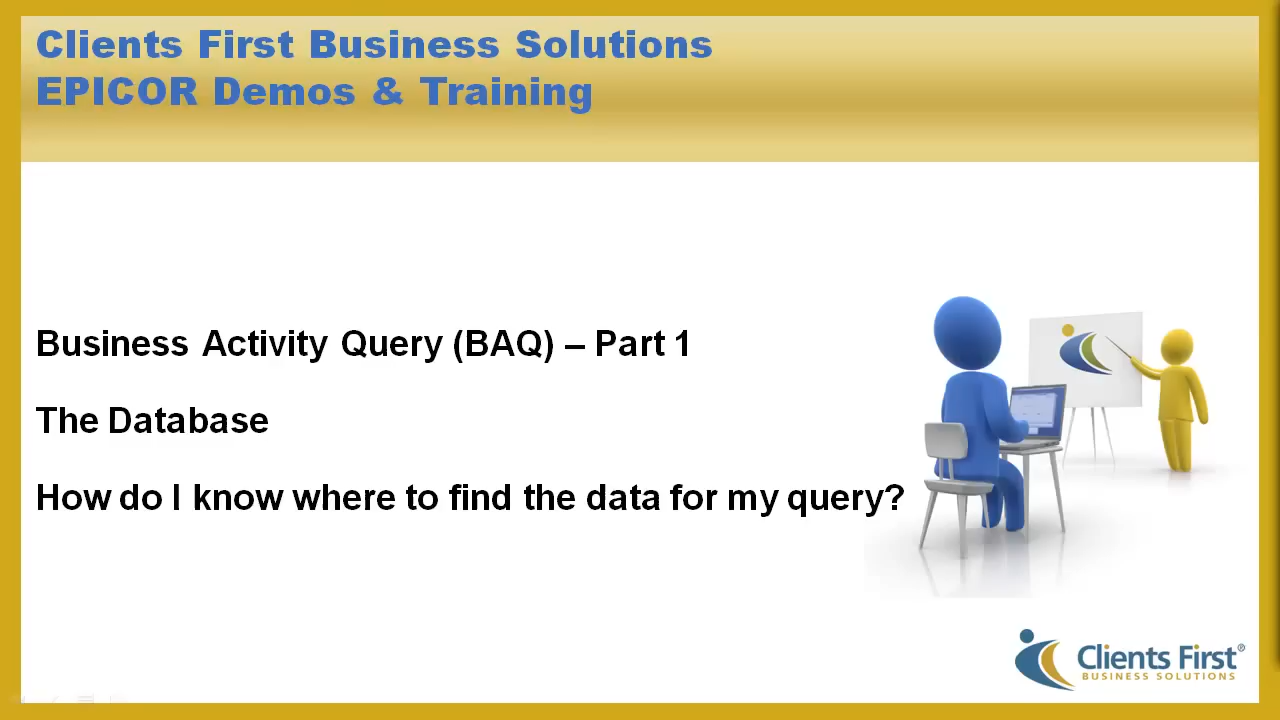 Clients First Business Solutions
EPICOR Demos & Training
Business Activity Query (BAQ) – Part 1
The Database
How do I know where to find the data for my query?
Clients First®
BUSINESS SOLUTIONS